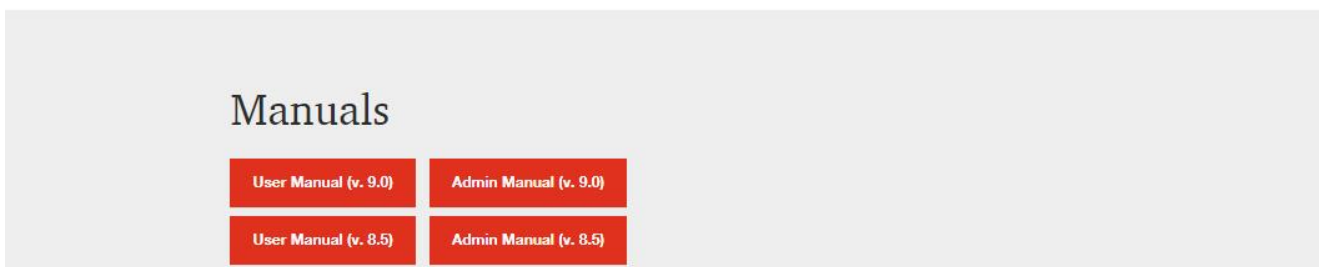 Manuals
User Manual (v. 9.0) Admin Manual (v. 9.0)
User Manual (v. 8.5) Admin Manual (v. 8.5)